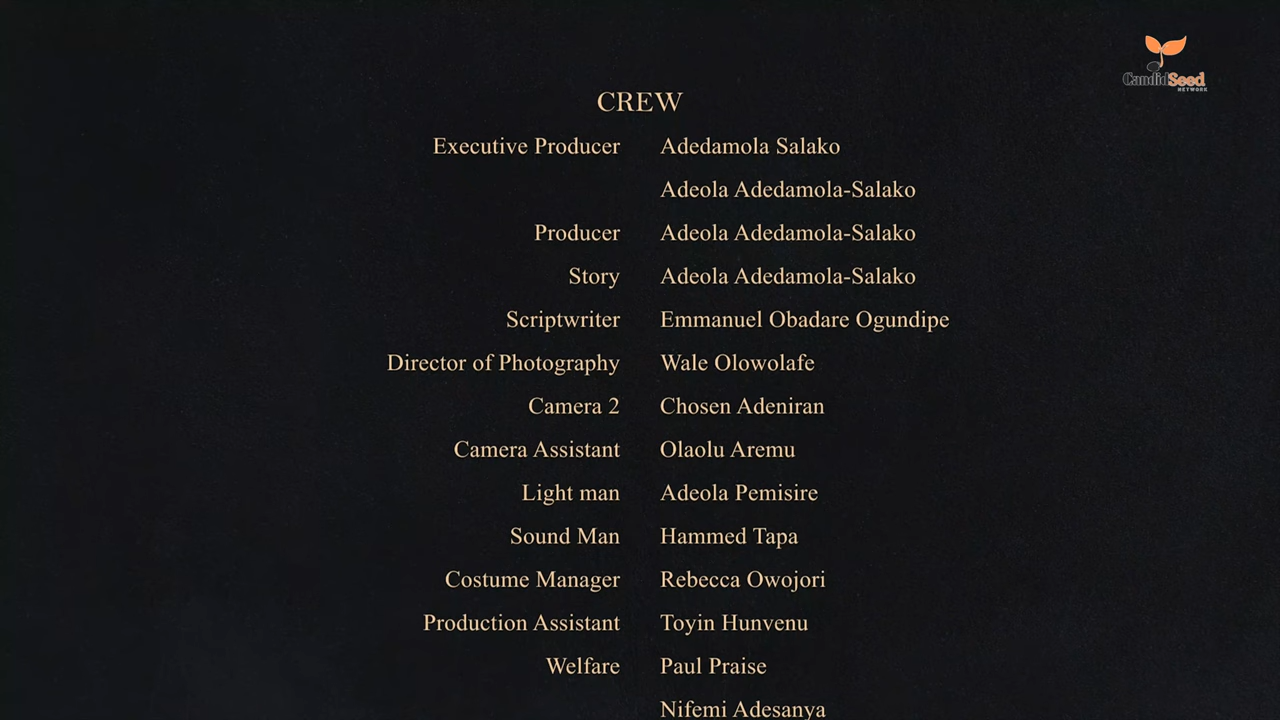 CandidSeed
NETWORK
CREW
Executive Producer Adedamola Salako
Adeola Adedamola-Salako
Producer Adeola Adedamola-Salako
Story Adeola Adedamola-Salako
Scriptwriter Emmanuel Obadare Ogundipe
Director of Photography Wale Olowolafe
Camera 2 Chosen Adeniran
Camera Assistant Olaolu Aremu
Light man Adeola Pemisire
Sound Man Hammed Tapa
Costume Manager Rebecca Owojori
Production Assistant Toyin Hunvenu
Welfare Paul Praise
Nifemi Adesanya